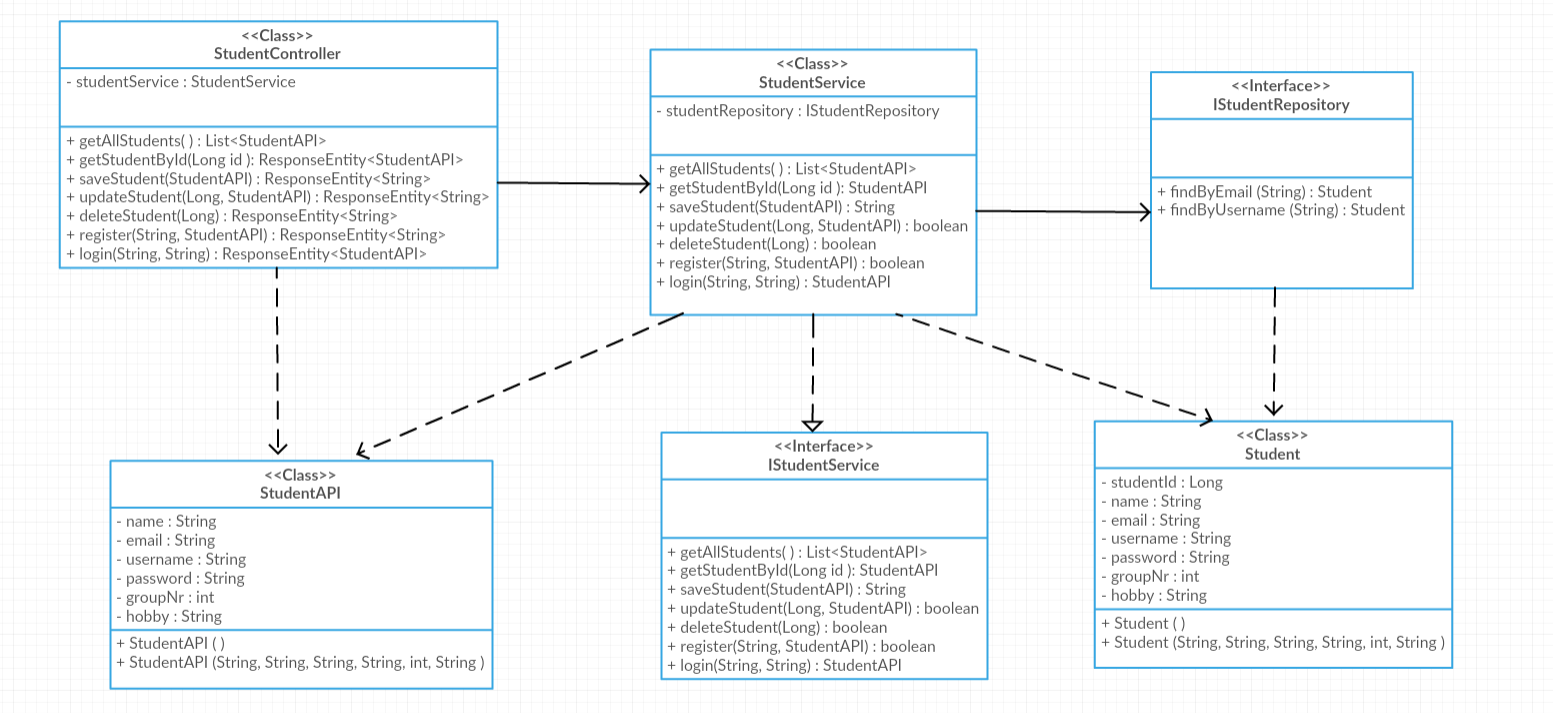 <<Class>>
StudentController
- studentService : StudentService
+ getAllStudents( ) : List<StudentAPI>
+ getStudentById(Long id ): ResponseEntity<StudentAPI>
+ saveStudent(StudentAPI) : ResponseEntity<String>
+ updateStudent(Long, StudentAPI) : ResponseEntity<String>
+ deleteStudent(Long) : ResponseEntity<String>
+ register(String, StudentAPI) : ResponseEntity<String>
+ login(String, String) : ResponseEntity<StudentAPI>
<<Class>>
StudentService
- studentRepository : IStudentRepository
+ getAllStudents( ) : List<StudentAPI>
+ getStudentById(Long id ): StudentAPI
+ saveStudent(StudentAPI) : String
+ updateStudent(Long, StudentAPI) : boolean
+ deleteStudent(Long) : boolean
+ register(String, StudentAPI) : boolean
+ login(String, String) : StudentAPI
<<Interface>>
IStudentRepository
+ findByEmail (String) : Student
+ findByUsername (String) : Student
<<Class>>
StudentAPI
- name : String
- email : String
- username : String
- password : String
- groupNr : int
- hobby : String
+ StudentAPI ( )
+ StudentAPI (String, String, String, String, int, String )
<<Interface>>
IStudentService
+ getAllStudents( ) : List<StudentAPI>
+ getStudentById(Long id ): StudentAPI
+ saveStudent(StudentAPI) : String
+ updateStudent(Long, StudentAPI) : boolean
+ deleteStudent(Long) : boolean
+ register(String, StudentAPI) : boolean
+ login(String, String) : StudentAPI
<<Class>>
Student
- studentId : Long
- name : String
- email : String
- username : String
- password : String
- groupNr : int
- hobby : String
+ Student ( )
+ Student (String, String, String, String, int, String )